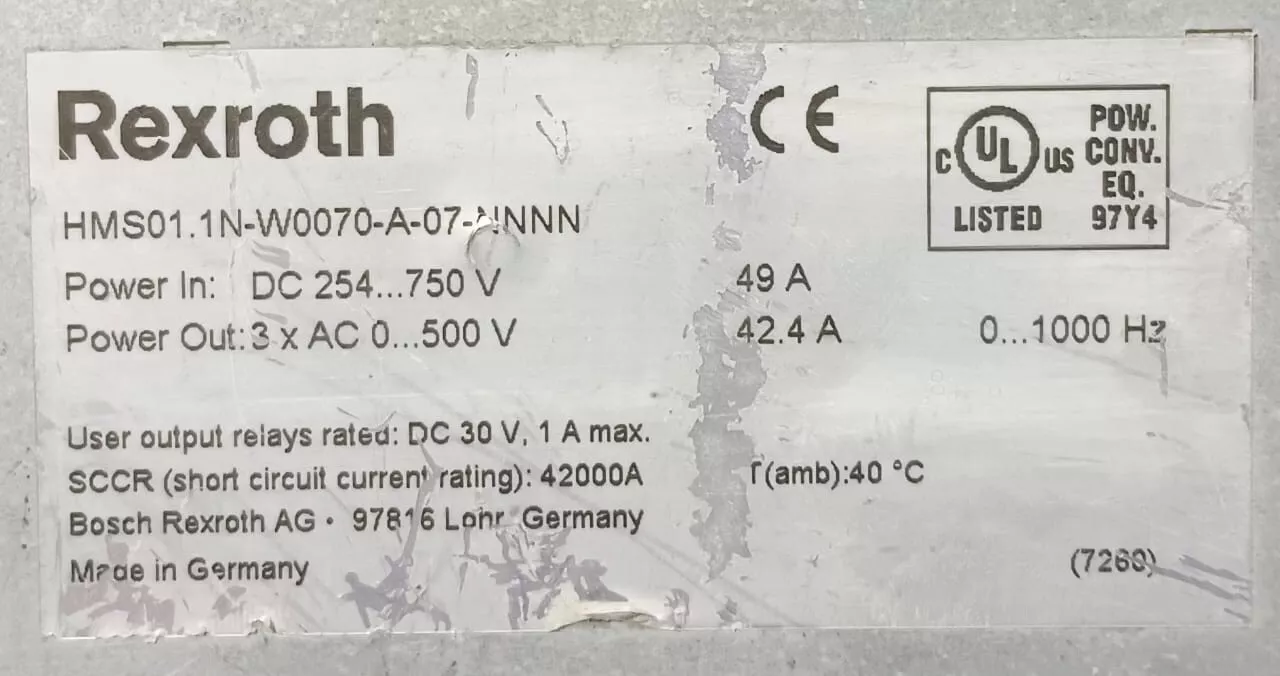 Rexroth
CE
C UL US LISTED
POW.
CONV.
EQ.
97Y4
HMS01.1N-W0070-A-07-NNNN
Power In: DC 254...750 V 49 A
Power Out: 3 x AC 0...500 V 42.4 A 0...1000 Hz
User output relays rated: DC 30 V, 1 A max.
SCCR (short circuit current rating): 42000A T(amb):40 °C
Bosch Rexroth AG • 97816 Lohr, Germany
Made in Germany